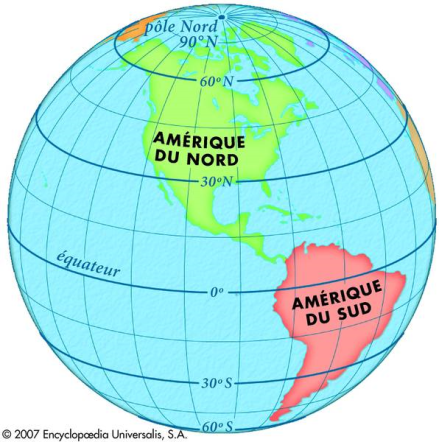 pôle Nord
90°N
60°N
AMÉRIQUE
DU NORD
30°N
équateur
0°
AMÉRIQUE
DU SUD
30°S
60°S
© 2007 Encyclopædia Universalis, S.A.